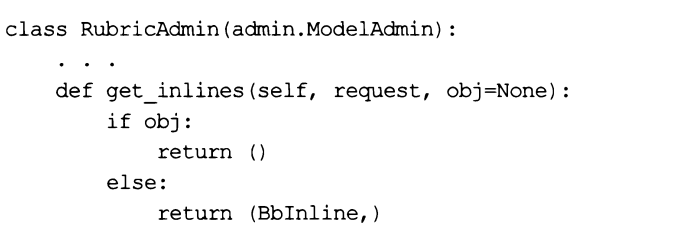 class RubricAdmin(admin.ModelAdmin):
    . . .
    def get_inlines(self, request, obj=None):
        if obj:
            return ()
        else:
            return (BbInline,)